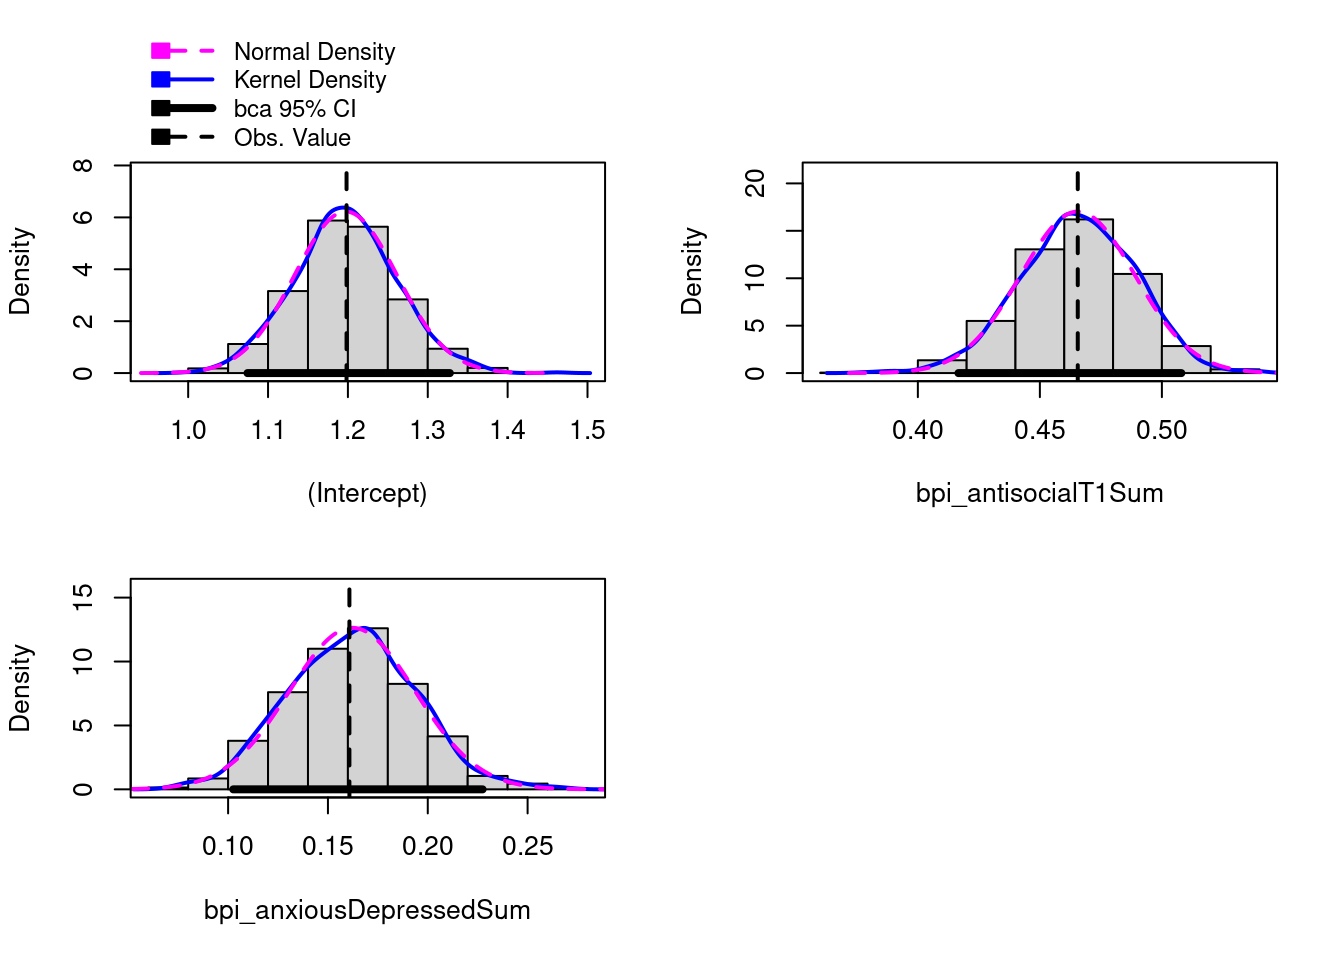 Normal Density
Kernel Density
bca 95% CI
Obs. Value
Density
0 2 4 6 8
1.0 1.1 1.2 1.3 1.4 1.5
(Intercept)
Density
0 5 10 20
0.40 0.45 0.50
bpi_antisocialT1Sum
Density
0 5 10 15
0.10 0.15 0.20 0.25
bpi_anxiousDepressedSum